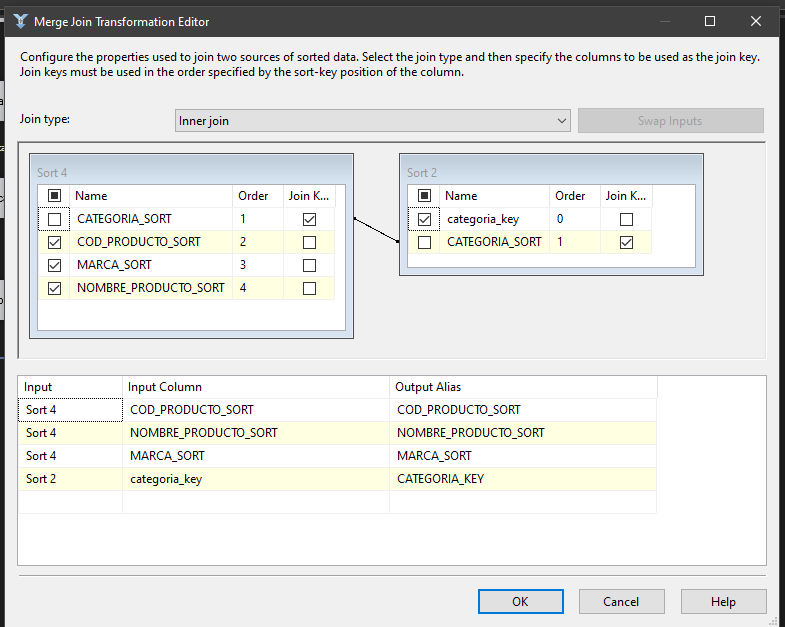 Merge Join Transformation Editor
Configure the properties used to join two sources of sorted data. Select the join type and then specify the columns to be used as the join key.
Join keys must be used in the order specified by the sort-key position of the column.
Join type: Inner join Swap Inputs
Sort 4
Name Order Join K...
CATEGORIA_SORT 1
COD_PRODUCTO_SORT 2
MARCA_SORT 3
NOMBRE_PRODUCTO_SORT 4
Sort 2
Name Order Join K...
categoria_key 0
CATEGORIA_SORT 1
Input Input Column Output Alias
Sort 4 COD_PRODUCTO_SORT COD_PRODUCTO_SORT
Sort 4 NOMBRE_PRODUCTO_SORT NOMBRE_PRODUCTO_SORT
Sort 4 MARCA_SORT MARCA_SORT
Sort 2 categoria_key CATEGORIA_KEY
OK Cancel Help